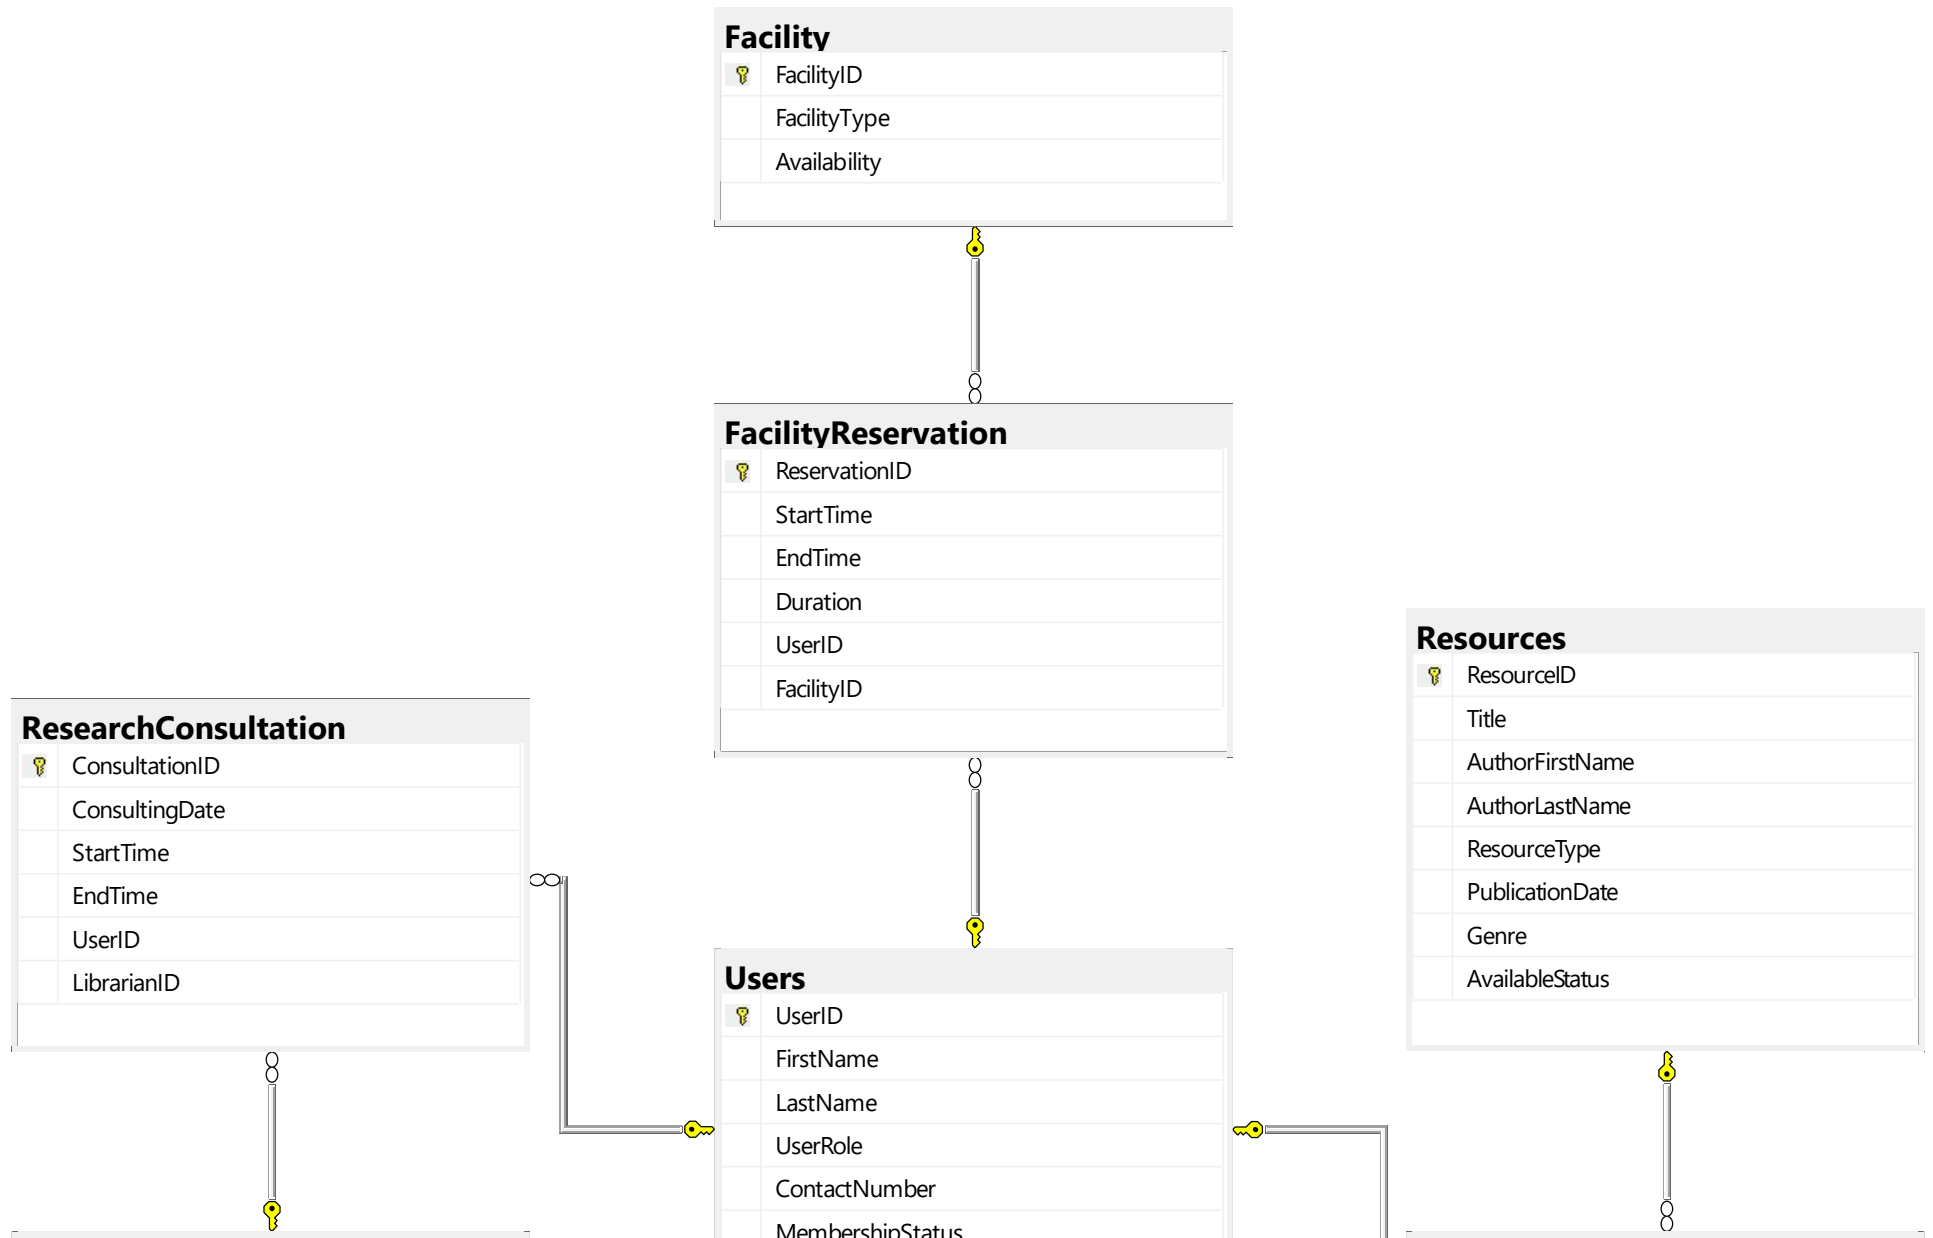 Facility
FacilityID
FacilityType
Availability
FacilityReservation
ReservationID
StartTime
EndTime
Duration
UserID
FacilityID
Resources
ResourceID
Title
AuthorFirstName
AuthorLastName
ResourceType
PublicationDate
Genre
AvailableStatus
ResearchConsultation
ConsultationID
ConsultingDate
StartTime
EndTime
UserID
LibrarianID
Users
UserID
FirstName
LastName
UserRole
ContactNumber
MembershipStatus